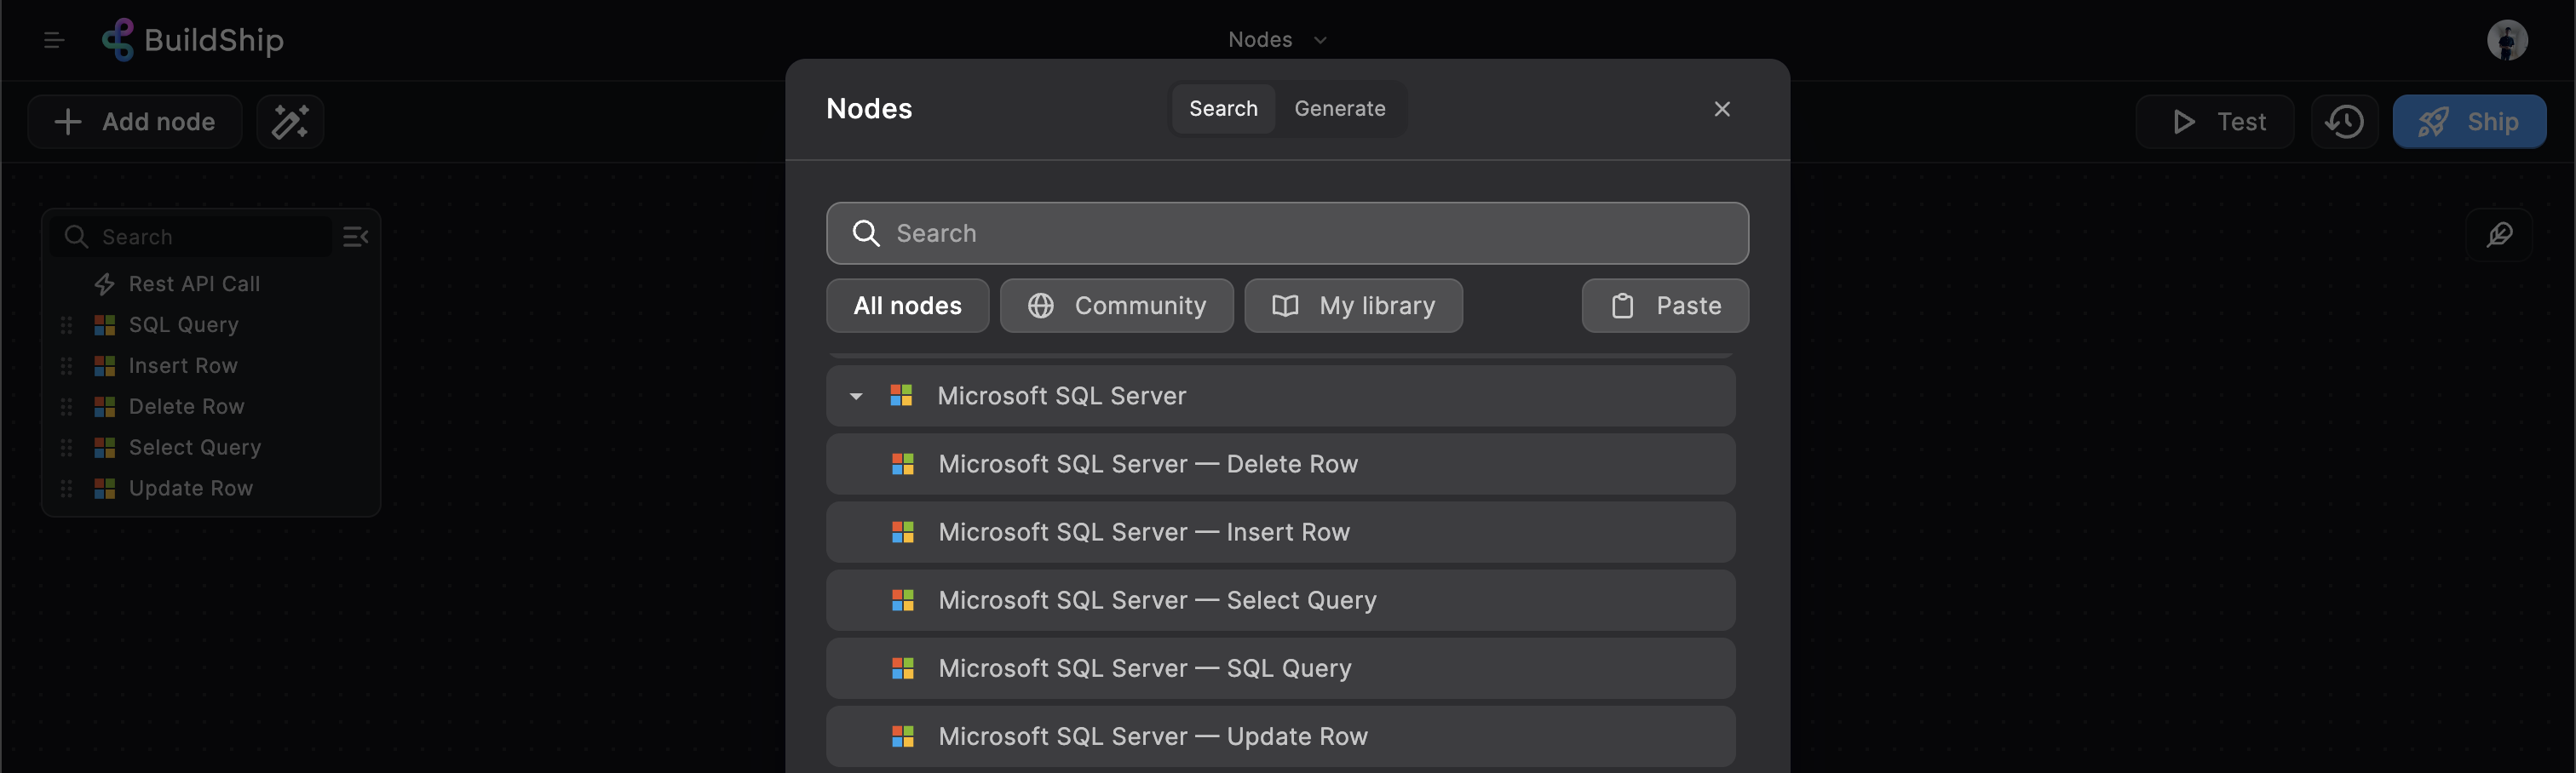 BuildShip
Nodes
Add node
Test
Ship
Search
Rest API Call
SQL Query
Insert Row
Delete Row
Select Query
Update Row
Nodes
Search
Generate
Search
All nodes
Community
My library
Paste
Microsoft SQL Server
Microsoft SQL Server — Delete Row
Microsoft SQL Server — Insert Row
Microsoft SQL Server — Select Query
Microsoft SQL Server — SQL Query
Microsoft SQL Server — Update Row